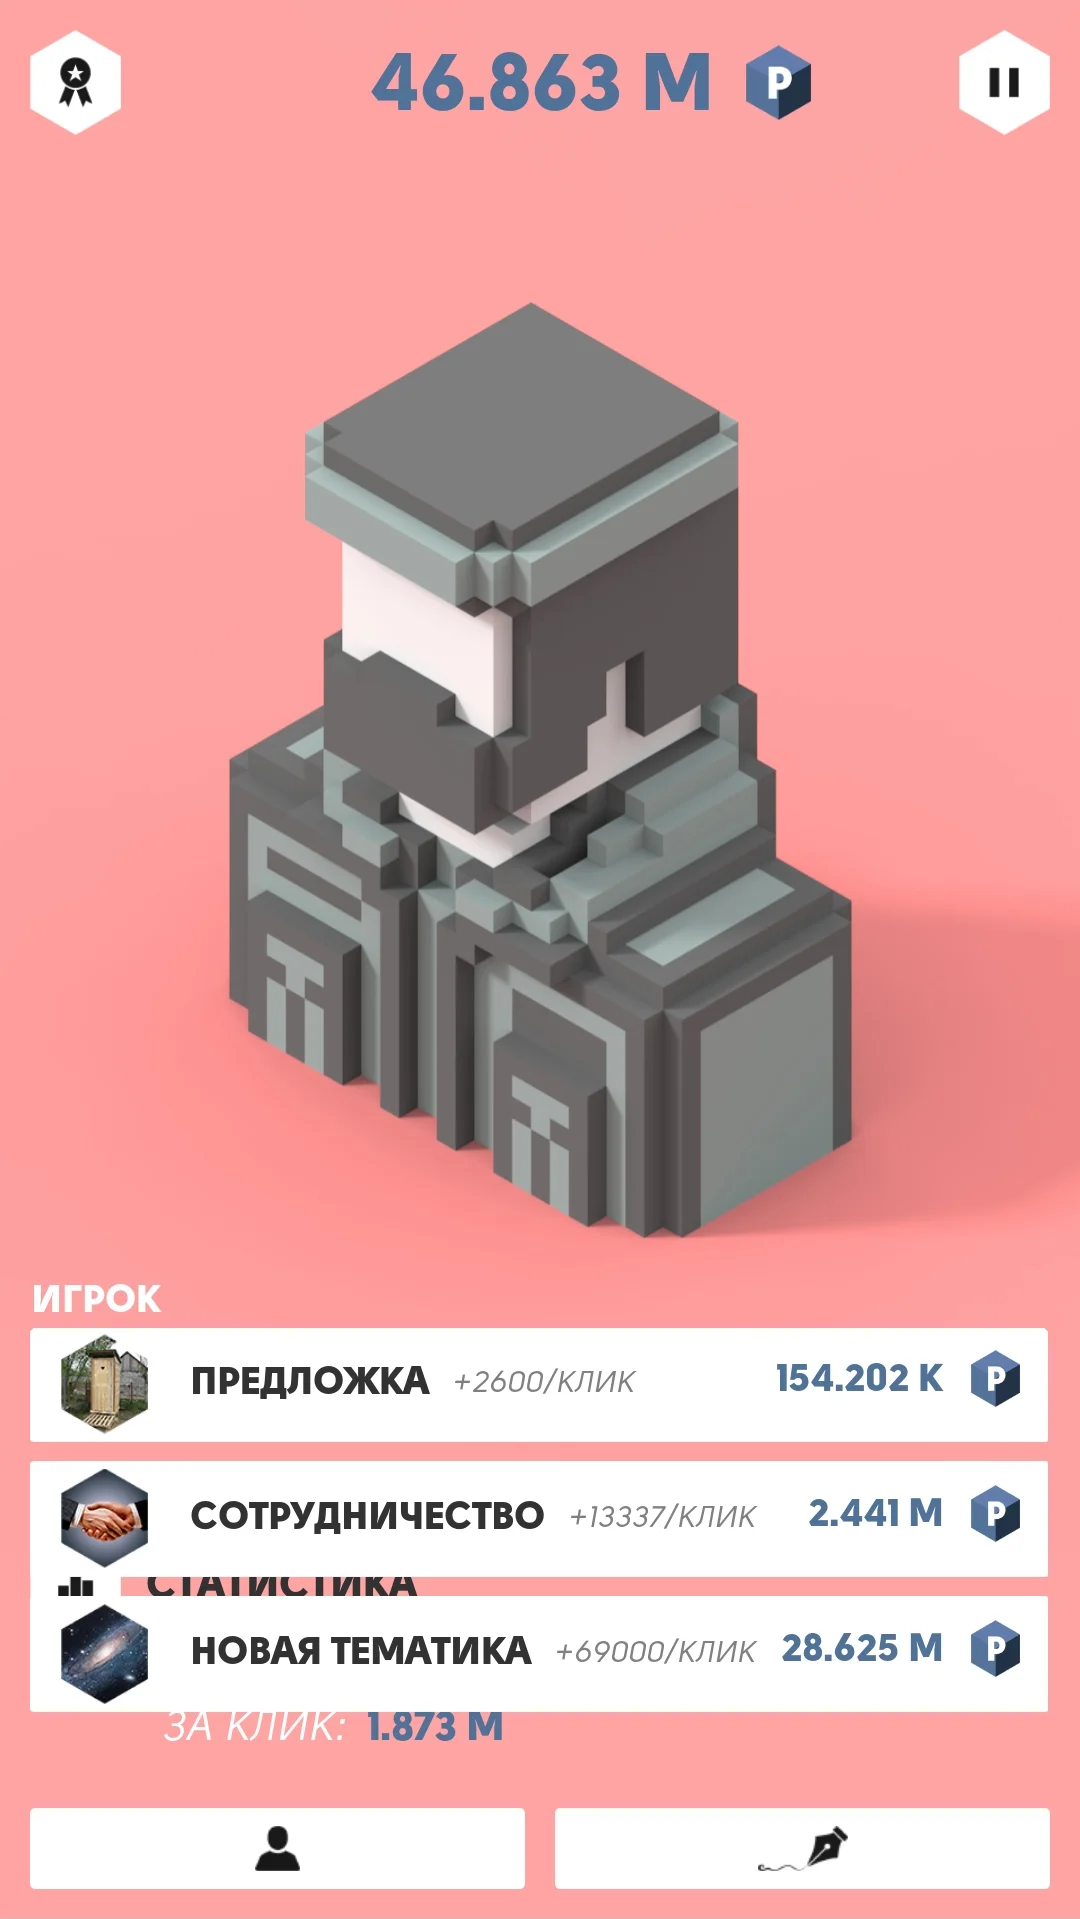 46.863 M P
ИГРОК
ПРЕДЛОЖКА +2600/КЛИК 154.202 K P
СОТРУДНИЧЕСТВО +13337/КЛИК 2.441 M P
СТАТИСТИКА
НОВАЯ ТЕМАТИКА +69000/КЛИК 28.625 M P
ЗА КЛИК: 1.873 M